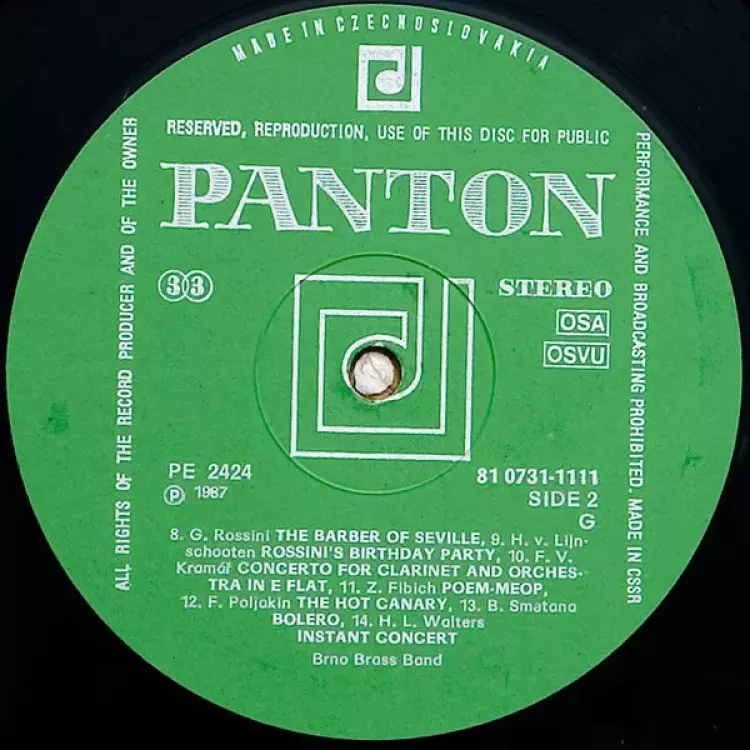 MADE IN CZECHOSLOVAKIA
RESERVED, REPRODUCTION, USE OF THIS DISC FOR PUBLIC
PERFORMANCE AND BROADCASTING PROHIBITED. MADE IN CSSR
ALL RIGHTS OF THE RECORD PRODUCER AND OF THE OWNER
PANTON
33
STEREO
OSA
OSVU
PE 2424
81 0731-1111
Ⓟ 1987
SIDE 2
G
8. G. Rossini THE BARBER OF SEVILLE, 9. H. v. Lijn-
schooten ROSSINI'S BIRTHDAY PARTY, 10. F. V.
Kramář CONCERTO FOR CLARINET AND ORCHES-
TRA IN E FLAT, 11. Z. Fibich POEM-MEOP,
12. F. Poljakin THE HOT CANARY, 13. B. Smatana
BOLERO, 14. H. L. Walters
INSTANT CONCERT
Brno Brass Band